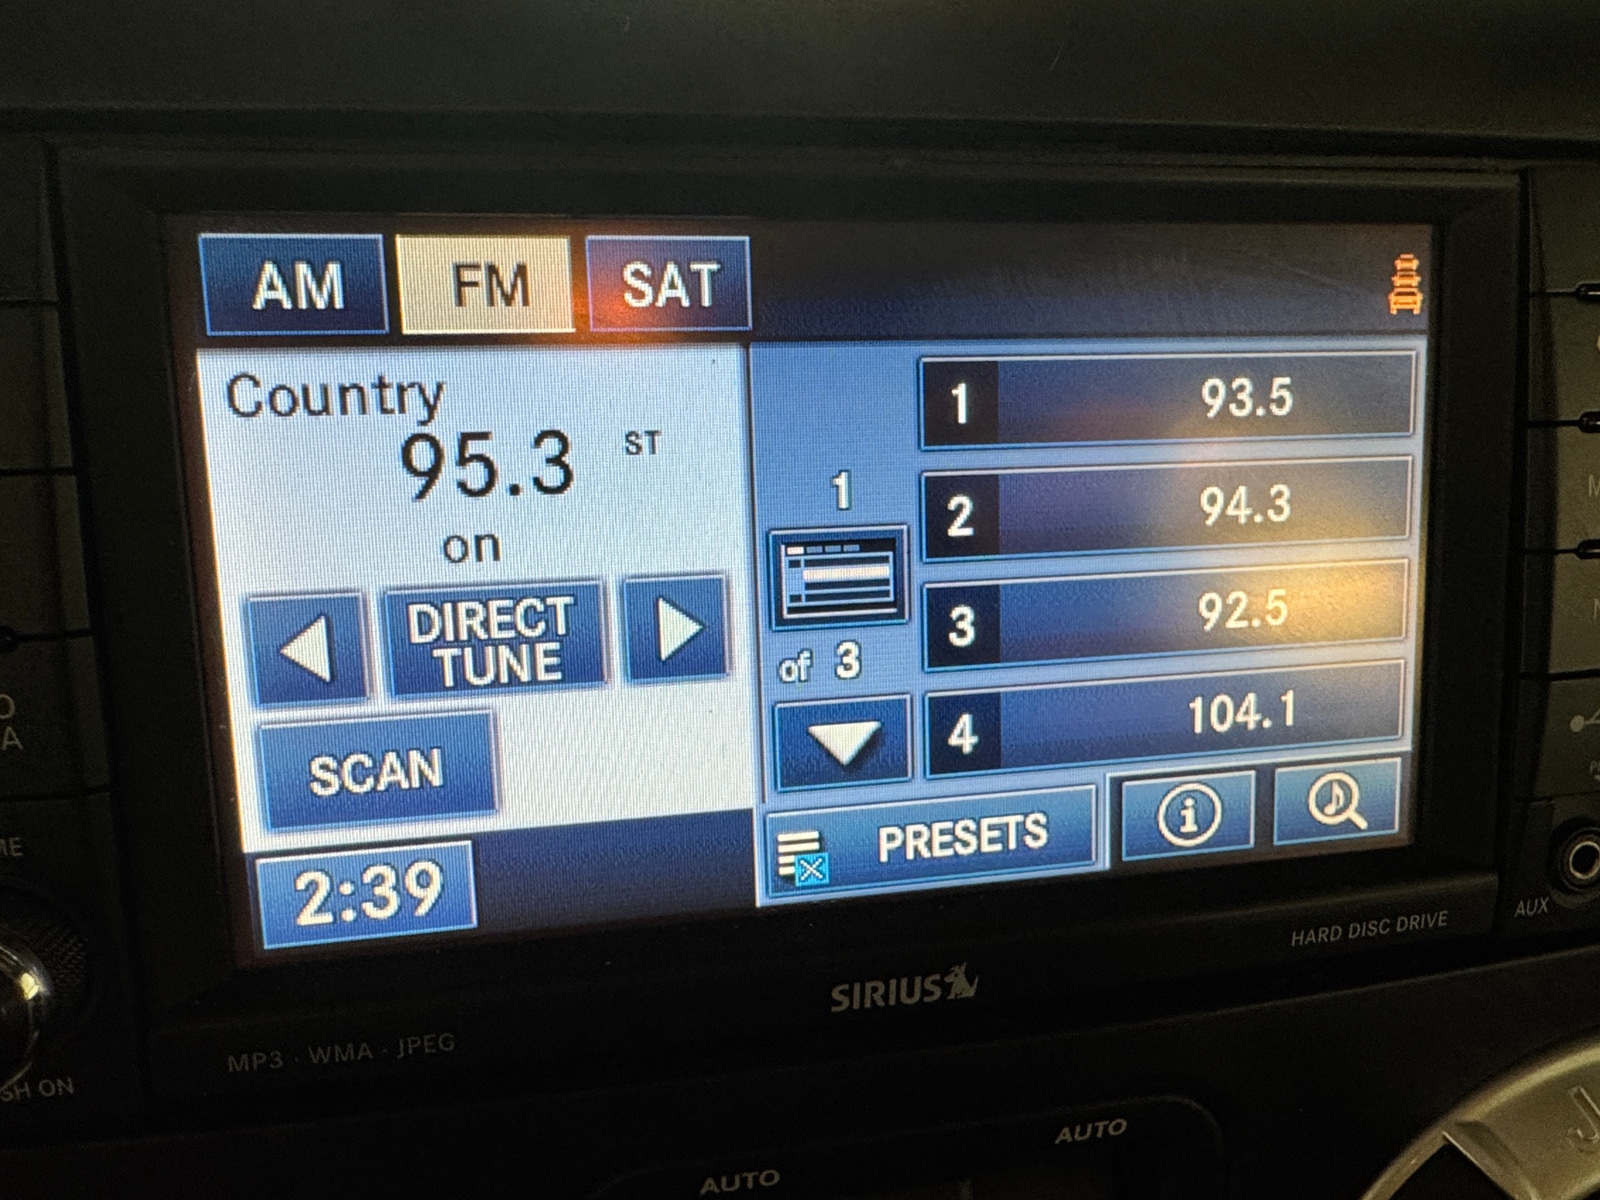 AM FM SAT
Country
95.3 ST
on
DIRECT
TUNE
SCAN
2:39
1
of 3
1 93.5
2 94.3
3 92.5
4 104.1
PRESETS
i
SIRIUS
HARD DISC DRIVE
AUX
MP3 · WMA · JPEG
AUTO
AUTO